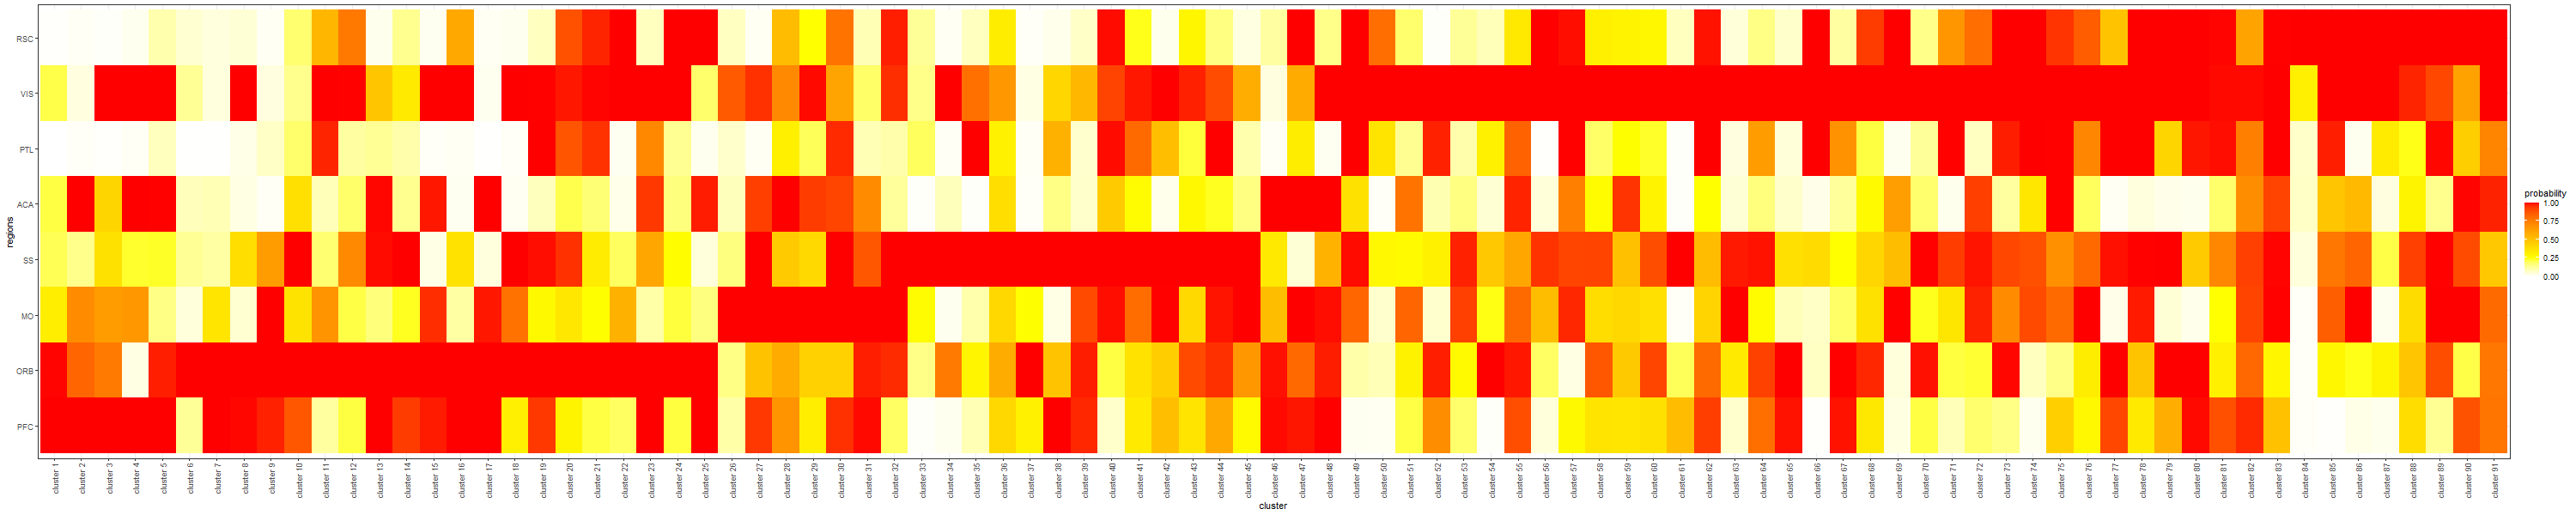 RSC
VIS
PTL
ACA
SS
MO
ORB
PFC
regions
cluster 1
cluster 2
cluster 3
cluster 4
cluster 5
cluster 6
cluster 7
cluster 8
cluster 9
cluster 10
cluster 11
cluster 12
cluster 13
cluster 14
cluster 15
cluster 16
cluster 17
cluster 18
cluster 19
cluster 20
cluster 21
cluster 22
cluster 23
cluster 24
cluster 25
cluster 26
cluster 27
cluster 28
cluster 29
cluster 30
cluster 31
cluster 32
cluster 33
cluster 34
cluster 35
cluster 36
cluster 37
cluster 38
cluster 39
cluster 40
cluster 41
cluster 42
cluster 43
cluster 44
cluster 45
cluster 46
cluster 47
cluster 48
cluster 49
cluster 50
cluster 51
cluster 52
cluster 53
cluster 54
cluster 55
cluster 56
cluster 57
cluster 58
cluster 59
cluster 60
cluster 61
cluster 62
cluster 63
cluster 64
cluster 65
cluster 66
cluster 67
cluster 68
cluster 69
cluster 70
cluster 71
cluster 72
cluster 73
cluster 74
cluster 75
cluster 76
cluster 77
cluster 78
cluster 79
cluster 80
cluster 81
cluster 82
cluster 83
cluster 84
cluster 85
cluster 86
cluster 87
cluster 88
cluster 89
cluster 90
cluster 91
cluster
probability
1.00
0.75
0.50
0.25
0.00